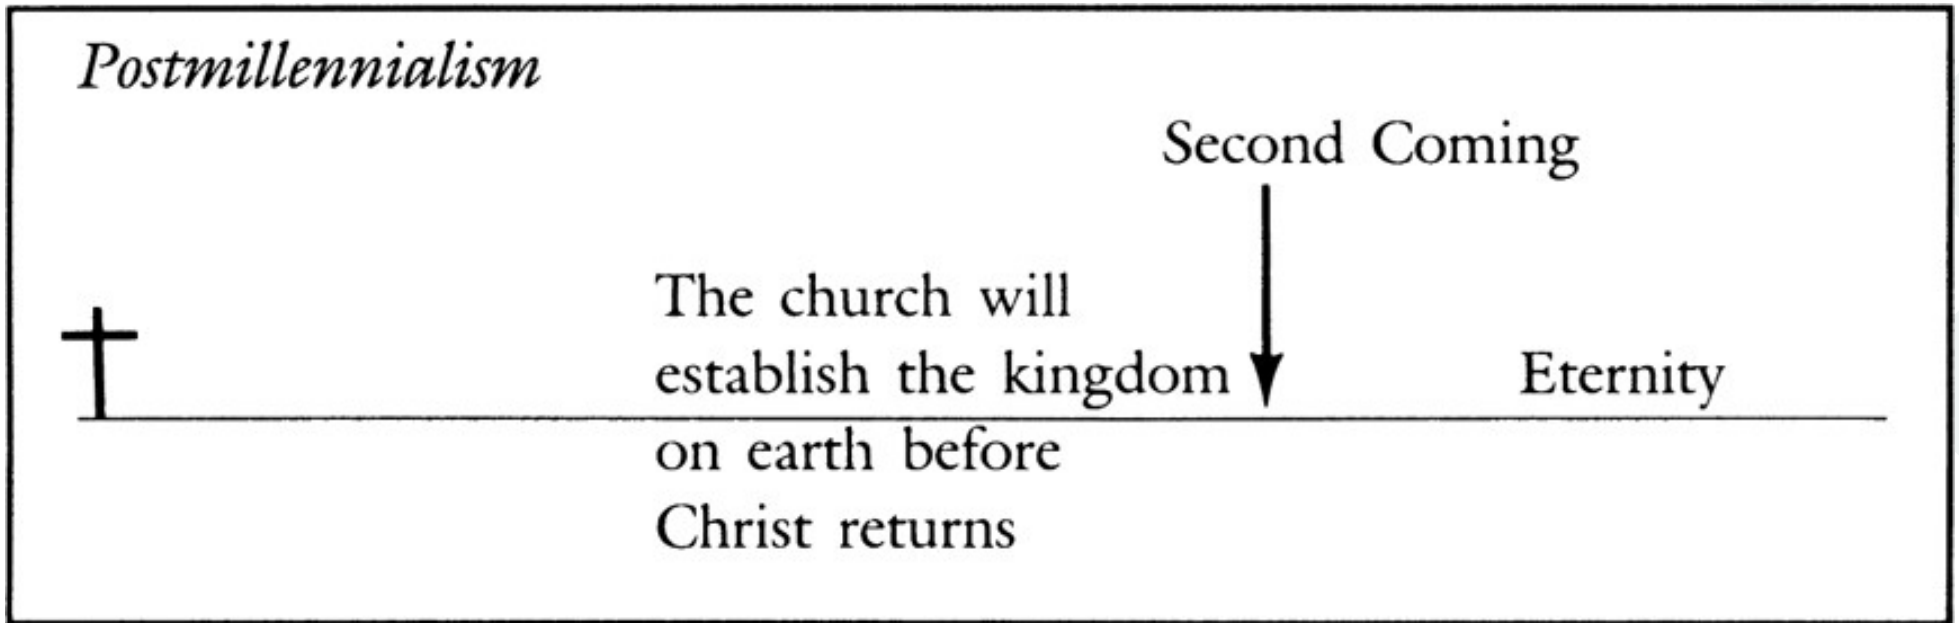 Postmillennialism
Second Coming
The church will
establish the kingdom
Eternity
on earth before
Christ returns